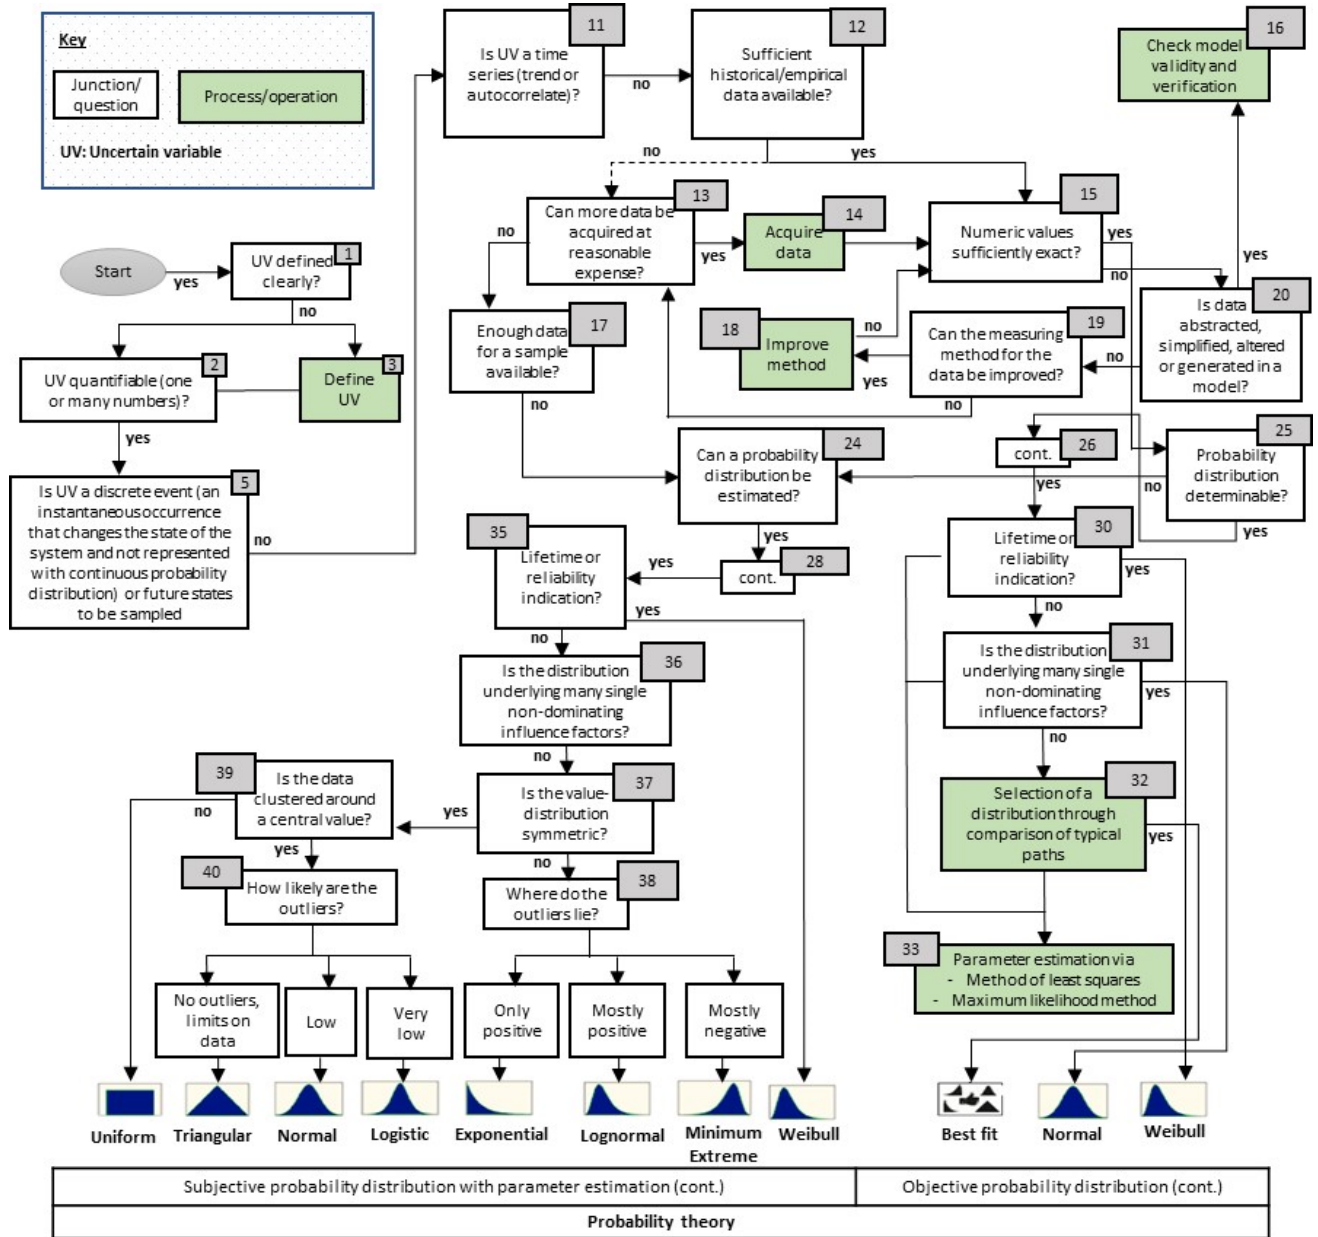 Key
Junction/
question
Process/operation
UV: Uncertain variable
11
Is UV a time
series (trend or
autocorrelate)?
no
12
Sufficient
historical/empirical
data available?
no
yes
16
Check model
validity and
verification
yes
13
Can more data be
acquired at
reasonable
expense?
no
yes
14
Acquire
data
15
Numeric values
sufficiently exact?
yes
no
Start
yes
1
UV defined
clearly?
no
2
UV quantifiable (one
or many numbers)?
yes
3
Define
UV
17
Enough data
for a sample
available?
no
18
Improve
method
no
yes
19
Can the measuring
method for the
data be improved?
no
no
20
Is data
abstracted,
simplified, altered
or generated in a
model?
5
Is UV a discrete event (an
instantaneous occurrence
that changes the state of the
system and not represented
with continuous probability
distribution) or future states
to be sampled
no
24
Can a probability
distribution be
estimated?
yes
26
cont.
yes
25
Probability
distribution
determinable?
no
yes
28
cont.
yes
35
Lifetime or
reliability
indication?
yes
no
30
Lifetime or
reliability
indication?
yes
no
36
Is the distribution
underlying many single
non-dominating
influence factors?
no
31
Is the distribution
underlying many single
non-dominating
influence factors?
yes
no
39
Is the data
clustered around
a central value?
no
yes
37
Is the value-
distribution
symmetric?
yes
no
32
Selection of a
distribution through
comparison of typical
paths
yes
40
How likely are the
outliers?
38
Where do the
outliers lie?
33
Parameter estimation via
- Method of least squares
- Maximum likelihood method
No outliers,
limits on
data
Low
Very
low
Only
positive
Mostly
positive
Mostly
negative
Uniform
Triangular
Normal
Logistic
Exponential
Lognormal
Minimum
Extreme
Weibull
Best fit
Normal
Weibull
Subjective probability distribution with parameter estimation (cont.)
Objective probability distribution (cont.)
Probability theory